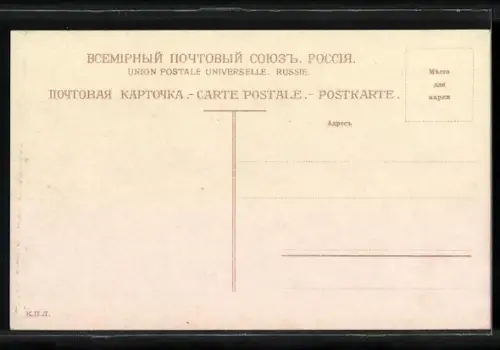 ВСЕМІРНЫЙ ПОЧТОВЫЙ СОЮЗЪ. РОССІЯ.
UNION POSTALE UNIVERSELLE. RUSSIE.
ПОЧТОВАЯ КАРТОЧКА.-CARTE POSTALE.-POSTKARTE.
Мѣсто
для
марки
Адресъ